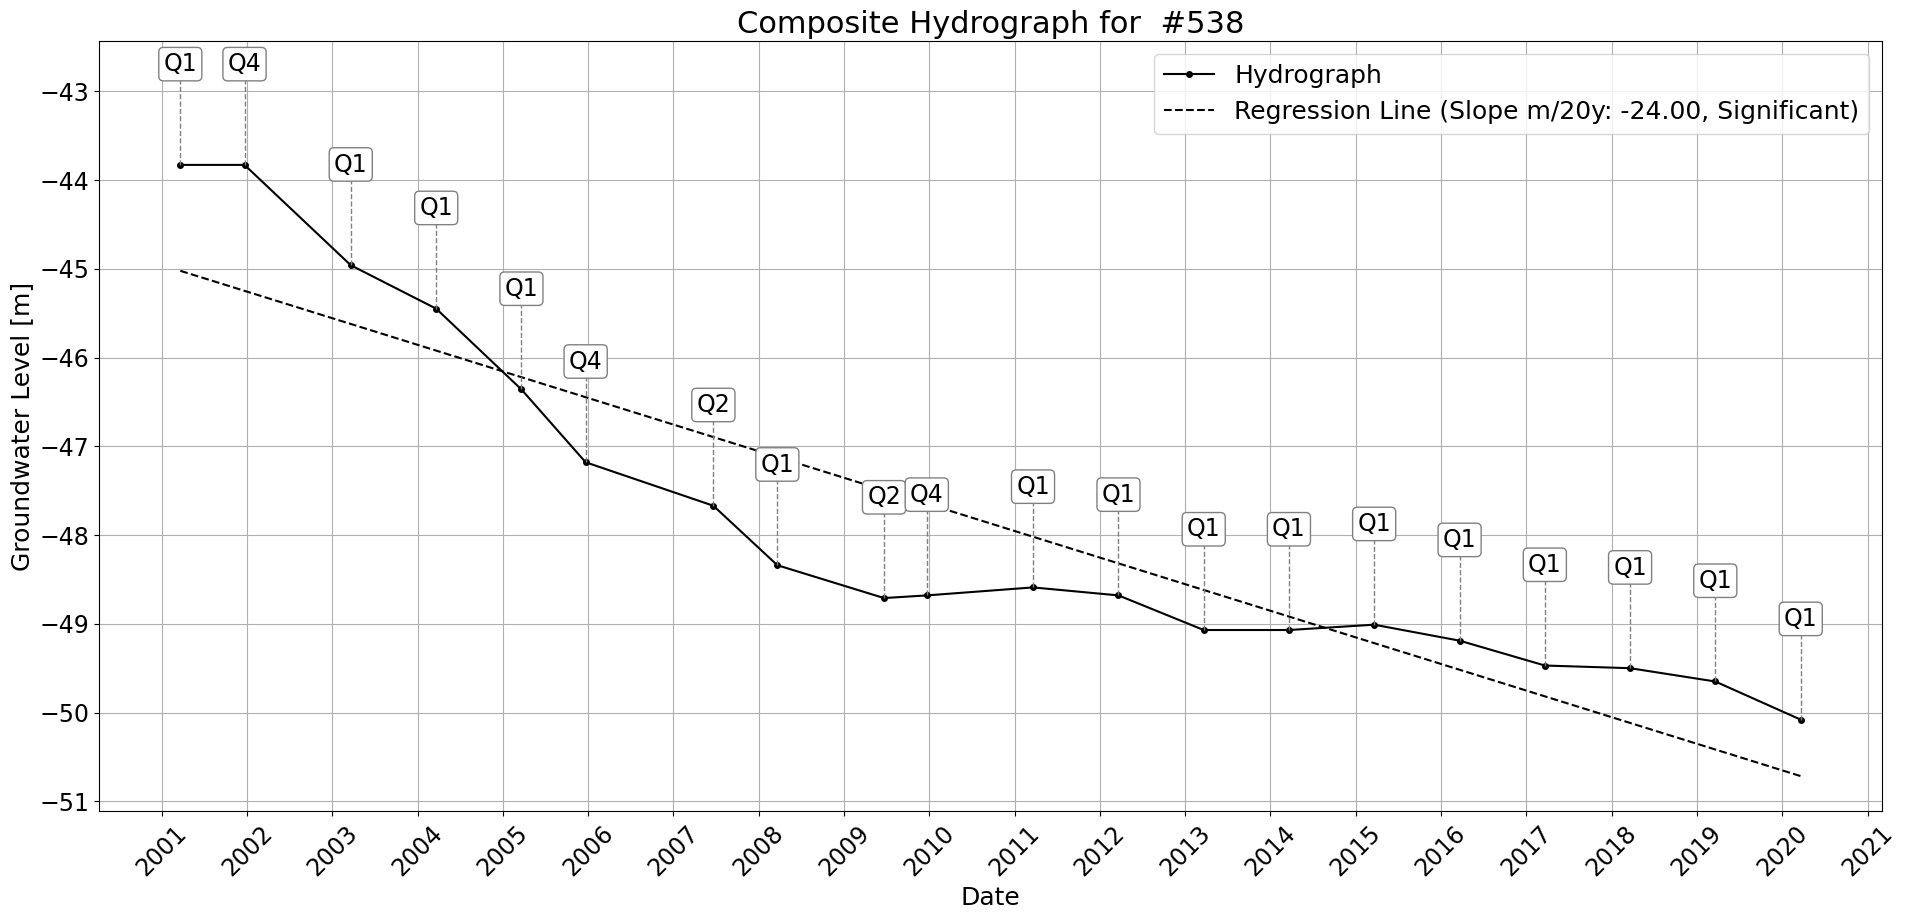 Composite Hydrograph for  #538
Hydrograph
Regression Line (Slope m/20y: -24.00, Significant)
Groundwater Level [m]
−43
−44
−45
−46
−47
−48
−49
−50
−51
Q1
Q4
Q1
Q1
Q1
Q4
Q2
Q1
Q2
Q4
Q1
Q1
Q1
Q1
Q1
Q1
Q1
Q1
Q1
Q1
2001
2002
2003
2004
2005
2006
2007
2008
2009
2010
2011
2012
2013
2014
2015
2016
2017
2018
2019
2020
2021
Date